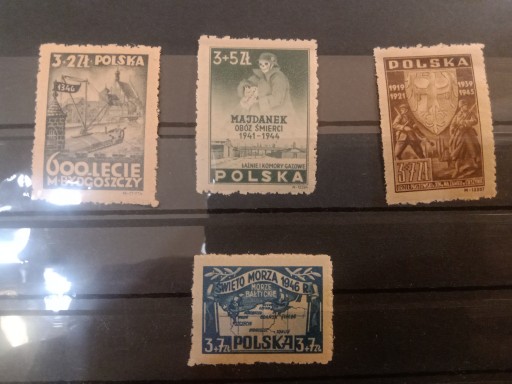 3+2ZŁ POLSKA
1346
600-LECIE
M. BYDGOSZCZY
3+5ZŁ
MAJDANEK
OBÓZ ŚMIERCI
1941-1944
ŁAŹNIE I KOMORY GAZOWE
POLSKA
POLSKA
1919 1939
1921 1945
3+7ZŁ
ŚWIĘTO MORZA 1946 R.
MORZE
BAŁTYCKIE
3+7ZŁ POLSKA 3+7ZŁ